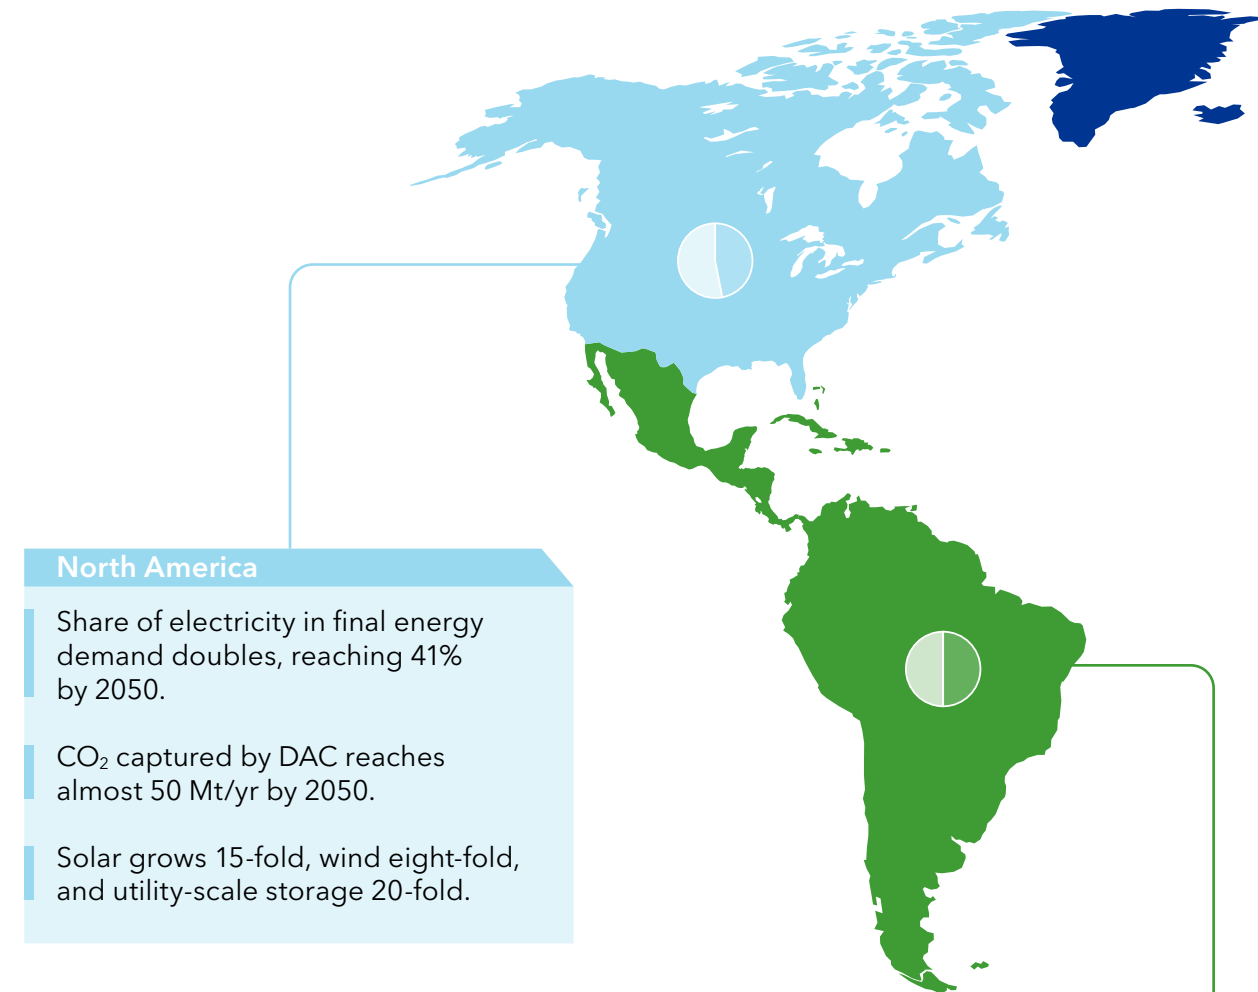 North America
Share of electricity in final energy
demand doubles, reaching 41%
by 2050.
CO₂ captured by DAC reaches
almost 50 Mt/yr by 2050.
Solar grows 15-fold, wind eight-fold,
and utility-scale storage 20-fold.